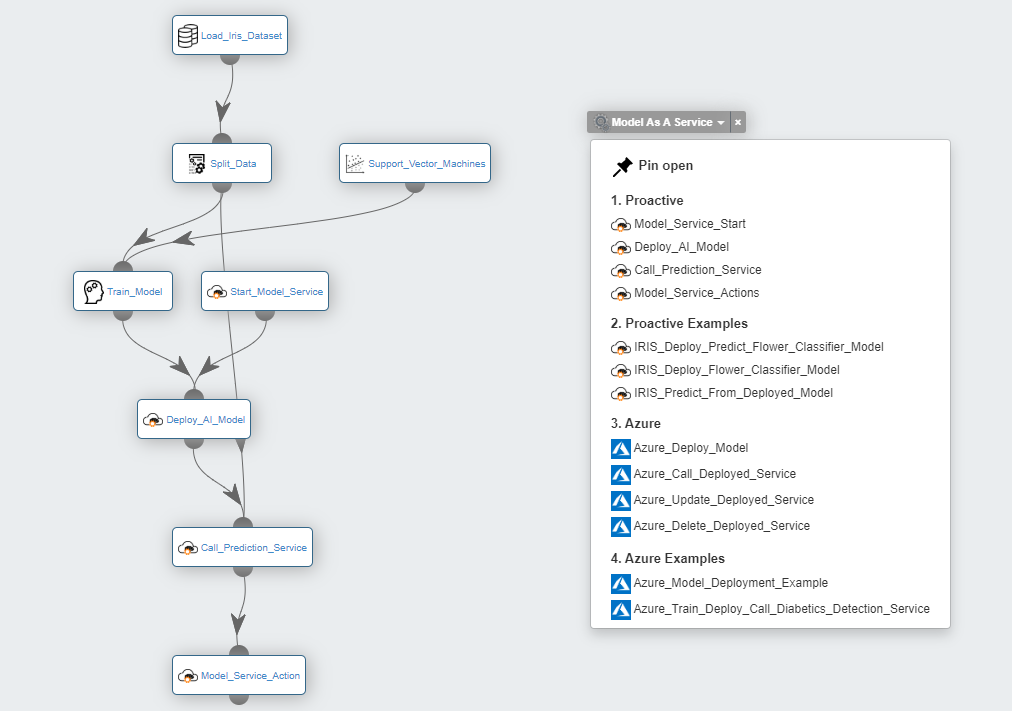 Load_Iris_Dataset
Split_Data
Support_Vector_Machines
Train_Model
Start_Model_Service
Deploy_AI_Model
Call_Prediction_Service
Model_Service_Action
Model As A Service ×
Pin open
1. Proactive
Model_Service_Start
Deploy_AI_Model
Call_Prediction_Service
Model_Service_Actions
2. Proactive Examples
IRIS_Deploy_Predict_Flower_Classifier_Model
IRIS_Deploy_Flower_Classifier_Model
IRIS_Predict_From_Deployed_Model
3. Azure
Azure_Deploy_Model
Azure_Call_Deployed_Service
Azure_Update_Deployed_Service
Azure_Delete_Deployed_Service
4. Azure Examples
Azure_Model_Deployment_Example
Azure_Train_Deploy_Call_Diabetics_Detection_Service